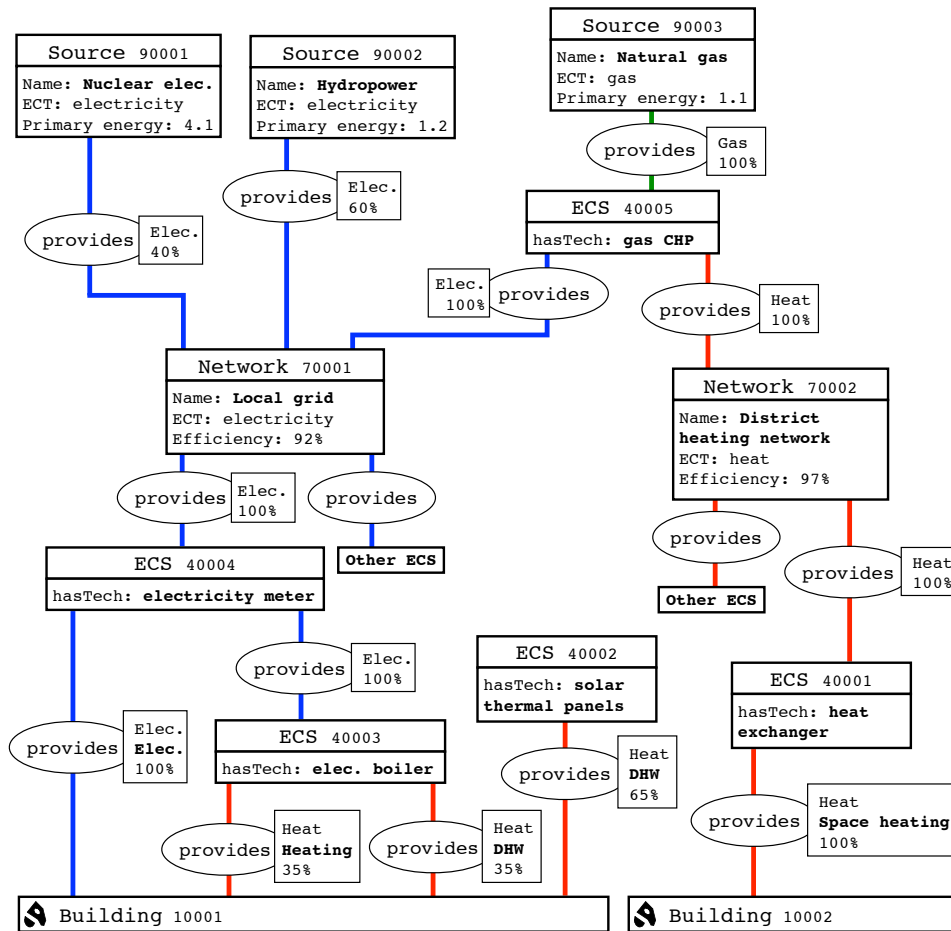 Source 90001
Name: Nuclear elec.
ECT: electricity
Primary energy: 4.1
Source 90002
Name: Hydropower
ECT: electricity
Primary energy: 1.2
Source 90003
Name: Natural gas
ECT: gas
Primary energy: 1.1
provides
Gas
100%
provides
Elec.
60%
provides
Elec.
40%
ECS 40005
hasTech: gas CHP
Elec.
100%
provides
provides
Heat
100%
Network 70001
Name: Local grid
ECT: electricity
Efficiency: 92%
Network 70002
Name: District
heating network
ECT: heat
Efficiency: 97%
provides
Elec.
100%
provides
Other ECS
provides
Other ECS
provides
Heat
100%
ECS 40004
hasTech: electricity meter
provides
Elec.
100%
ECS 40002
hasTech: solar
thermal panels
ECS 40001
hasTech: heat
exchanger
provides
Elec.
Elec.
100%
ECS 40003
hasTech: elec. boiler
provides
Heat
DHW
65%
provides
Heat
Heating
35%
provides
Heat
DHW
35%
provides
Heat
Space heating
100%
Building 10001
Building 10002